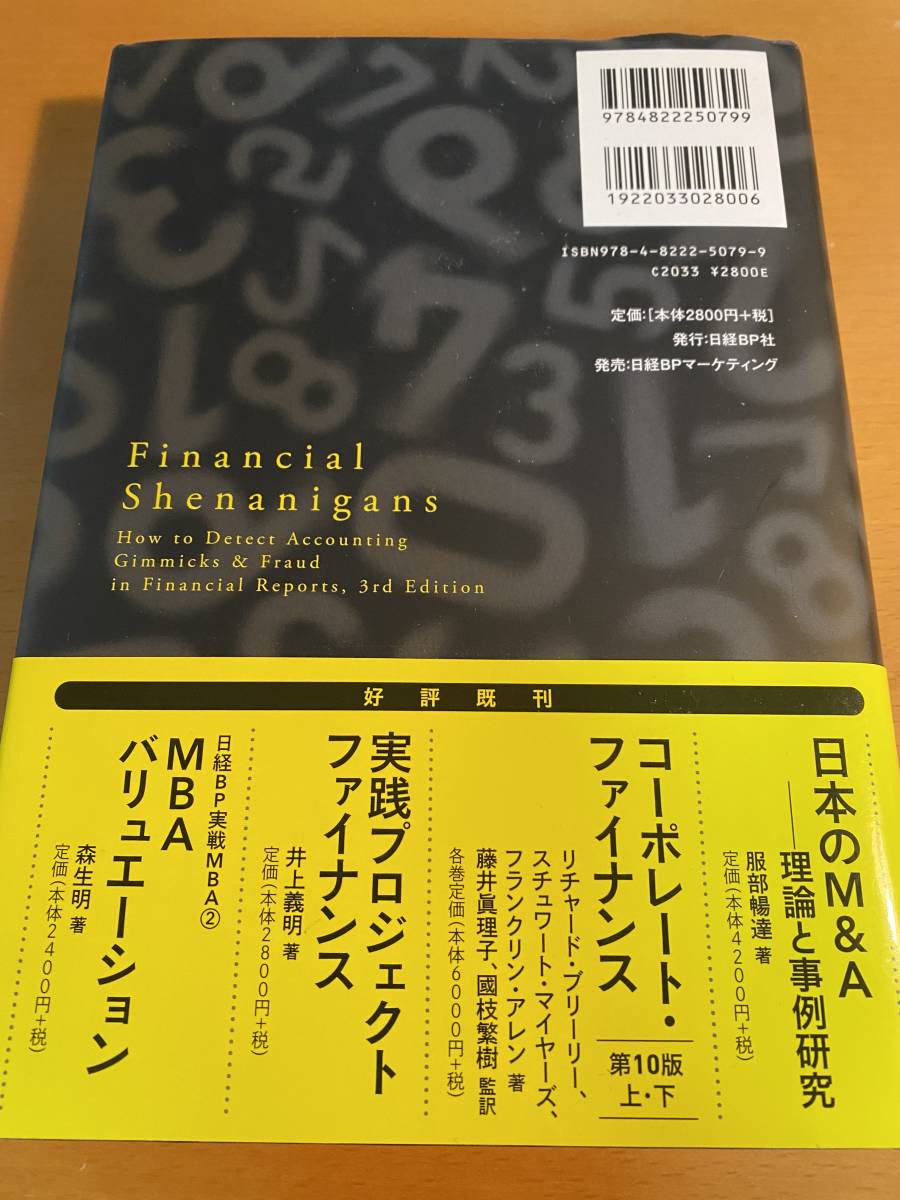 9784822250799
1922033028006
ISBN978-4-8222-5079-9
C2033 ¥2800E
定価:[本体2800円+税]
発行:日経BP社
発売:日経BPマーケティング
Financial
Shenanigans
How to Detect Accounting
Gimmicks & Fraud
in Financial Reports, 3rd Edition
好評既刊
日本のM&A
──理論と事例研究
服部暢達 著
定価(本体4200円+税)
コーポレート・
ファイナンス
第10版
上・下
リチャード・ブリーリー、
スチュワート・マイヤーズ、
フランクリン・アレン 著
藤井眞理子、國枝繁樹 監訳
各巻定価(本体6000円+税)
実践プロジェクト
ファイナンス
井上義明 著
定価(本体2800円+税)
日経BP実戦MBA②
MBA
バリュエーション
森生明 著
定価(本体2400円+税)